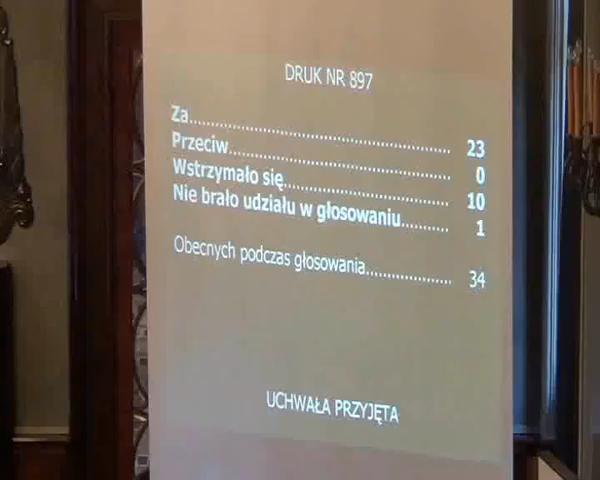 DRUK NR 897
Za.................................................. 23
Przeciw.......................................... 0
Wstrzymało się............................... 10
Nie brało udziału w głosowaniu......... 1
Obecnych podczas głosowania................ 34
UCHWAŁA PRZYJĘTA